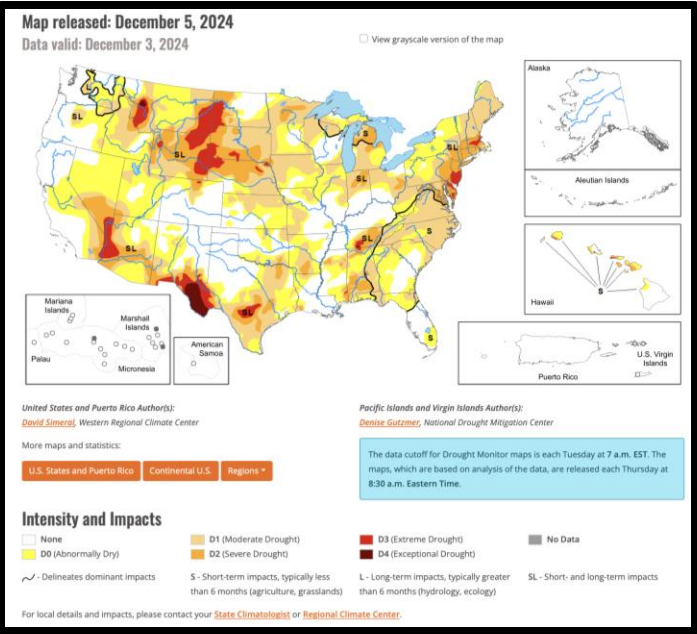 Map released: December 5, 2024
Data valid: December 3, 2024
View grayscale version of the map
Alaska
Aleutian Islands
Hawaii
S
Puerto Rico
U.S. Virgin
Islands
L
SL
SL
SL
SL
SL
SL
SL
S
S
S
Mariana
Islands
Marshall
Islands
Palau
Micronesia
American
Samoa
United States and Puerto Rico Author(s):
David Simeral, Western Regional Climate Center
Pacific Islands and Virgin Islands Author(s):
Denise Gutzmer, National Drought Mitigation Center
More maps and statistics:
U.S. States and Puerto Rico
Continental U.S.
Regions
The data cutoff for Drought Monitor maps is each Tuesday at 7 a.m. EST. The
maps, which are based on analysis of the data, are released each Thursday at
8:30 a.m. Eastern Time.
Intensity and Impacts
None
D0 (Abnormally Dry)
D1 (Moderate Drought)
D2 (Severe Drought)
D3 (Extreme Drought)
D4 (Exceptional Drought)
No Data
- Delineates dominant impacts
S - Short-term impacts, typically less
than 6 months (agriculture, grasslands)
L - Long-term impacts, typically greater
than 6 months (hydrology, ecology)
SL - Short- and long-term impacts
For local details and impacts, please contact your State Climatologist or Regional Climate Center.